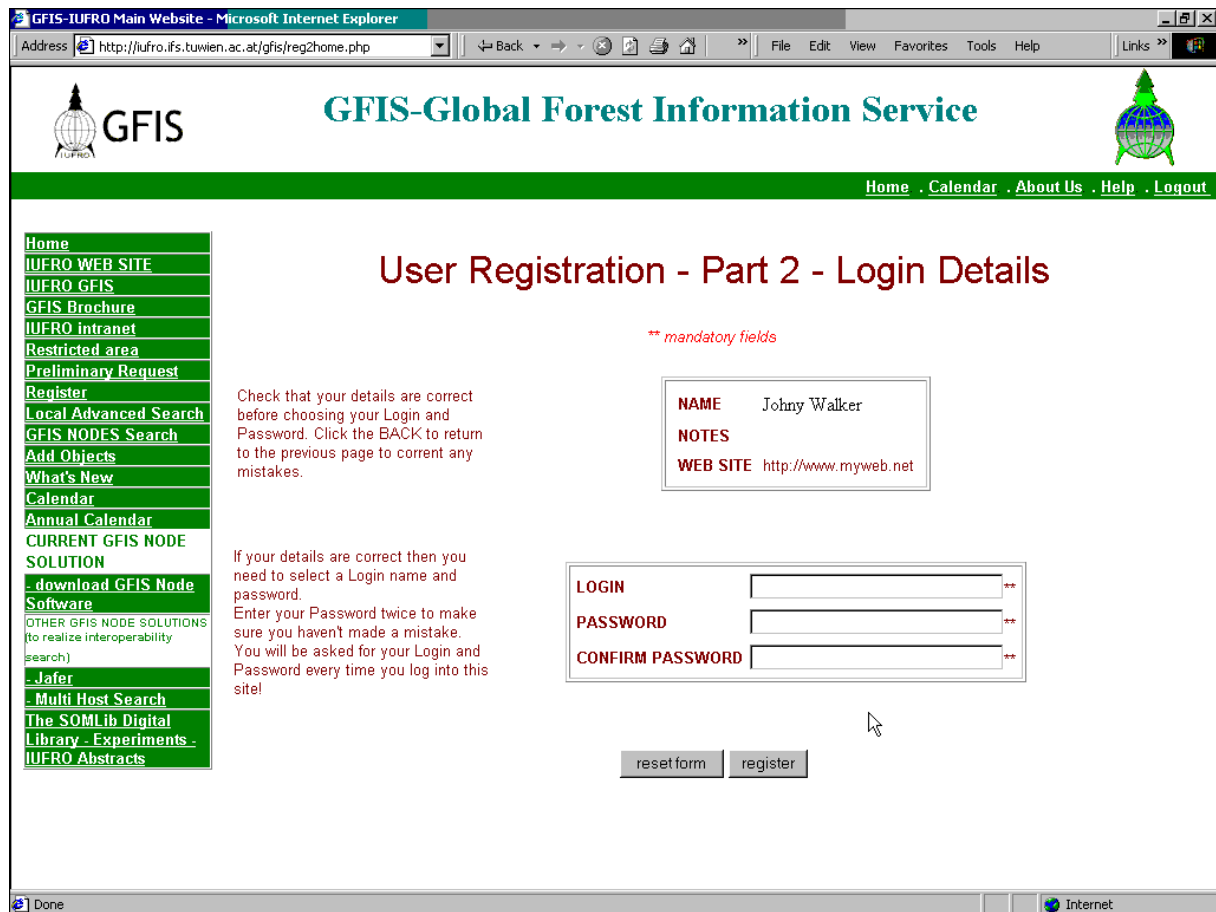 GFIS-IUFRO Main Website - Microsoft Internet Explorer
Address http://iufro.ifs.tuwien.ac.at/gfis/reg2home.php Back » File Edit View Favorites Tools Help Links »
GFIS
IUFRO
GFIS-Global Forest Information Service
Home . Calendar . About Us . Help . Logout
Home
IUFRO WEB SITE
IUFRO GFIS
GFIS Brochure
IUFRO intranet
Restricted area
Preliminary Request
Register
Local Advanced Search
GFIS NODES Search
Add Objects
What's New
Calendar
Annual Calendar
CURRENT GFIS NODE
SOLUTION
- download GFIS Node
Software
OTHER GFIS NODE SOLUTIONS
(to realize interoperability
search)
- Jafer
- Multi Host Search
The SOMLib Digital
Library - Experiments -
IUFRO Abstracts
User Registration - Part 2 - Login Details
** mandatory fields
Check that your details are correct
before choosing your Login and
Password. Click the BACK to return
to the previous page to corrent any
mistakes.
NAME Johny Walker
NOTES
WEB SITE http://www.myweb.net
If your details are correct then you
need to select a Login name and
password.
Enter your Password twice to make
sure you haven't made a mistake.
You will be asked for your Login and
Password every time you log into this
site!
LOGIN **
PASSWORD **
CONFIRM PASSWORD **
reset form register
Done Internet